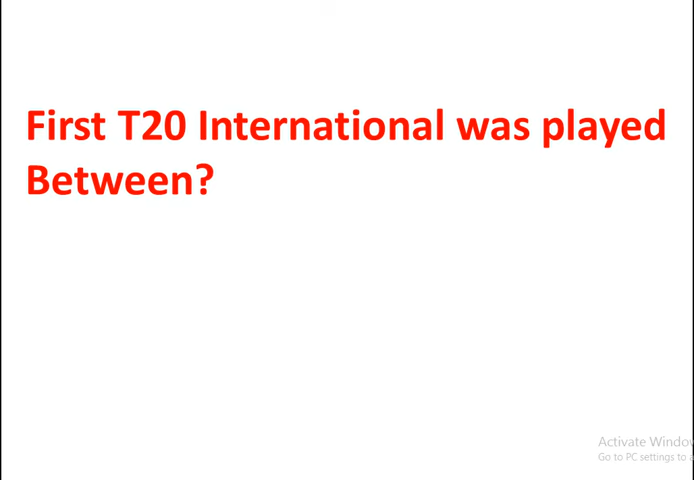 First T20 International was played
Between?
Activate Windo
Go to PC settings to a